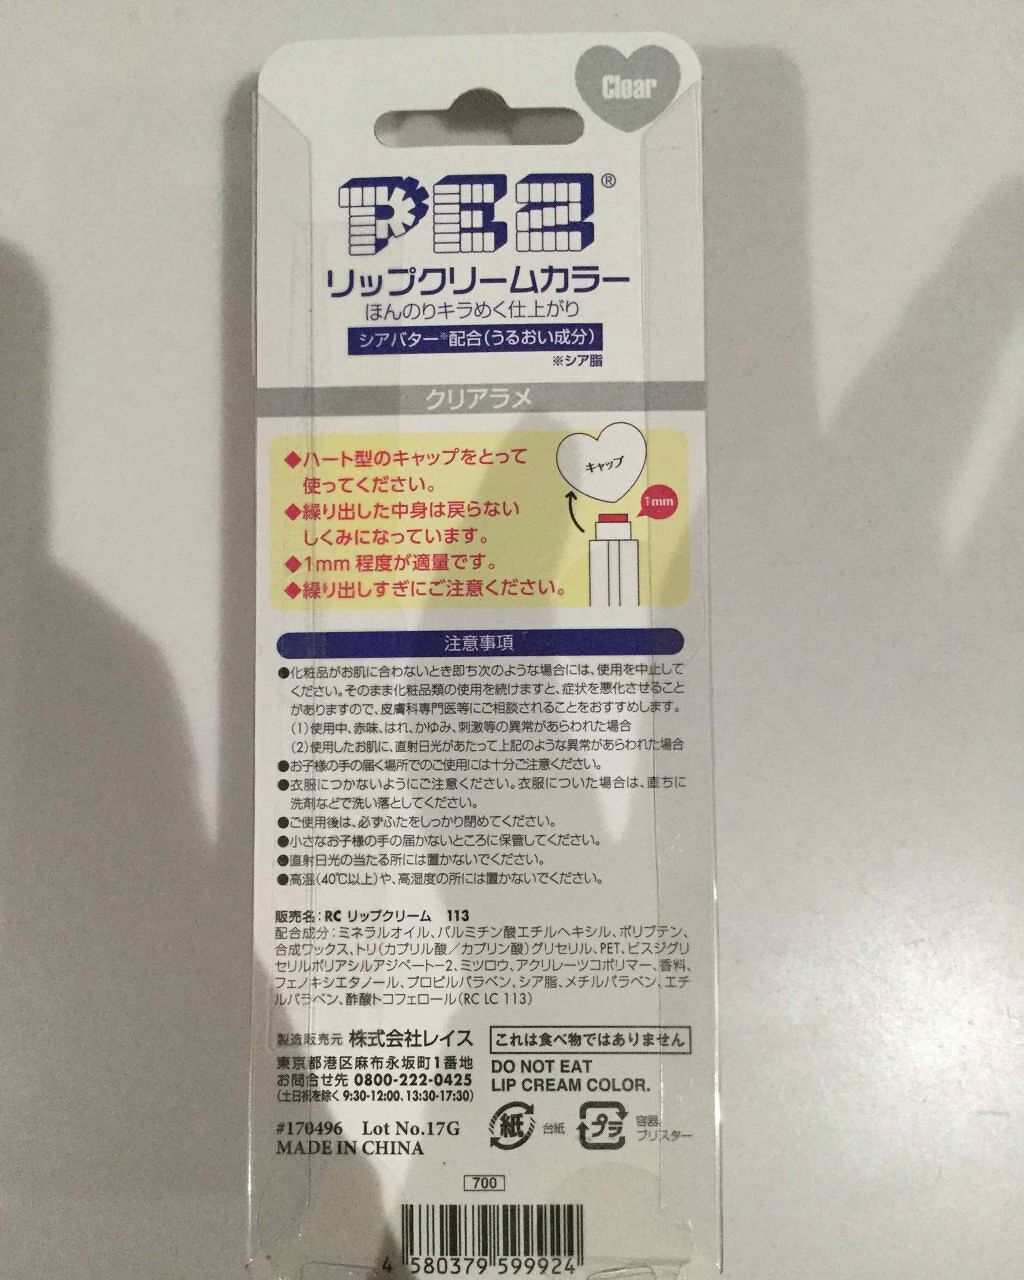 Clear
PEZ®
リップクリームカラー
ほんのりキラめく仕上がり
シアバター※配合(うるおい成分)
※シア脂
クリアラメ
◆ハート型のキャップをとって
使ってください。
◆繰り出した中身は戻らない
しくみになっています。
◆1mm 程度が適量です。
◆繰り出しすぎにご注意ください。
キャップ
1mm
注意事項
●化粧品がお肌に合わないとき即ち次のような場合には、使用を中止して
ください。そのまま化粧品類の使用を続けますと、症状を悪化させること
がありますので、皮膚科専門医等にご相談されることをおすすめします。
(1)使用中、赤味、はれ、かゆみ、刺激等の異常があらわれた場合
(2)使用したお肌に、直射日光があたって上記のような異常があらわれた場合
●お子様の手の届く場所でのご使用には十分ご注意ください。
●衣服につかないようにご注意ください。衣服についた場合は、直ちに
洗剤などで洗い落としてください。
●ご使用後は、必ずふたをしっかり閉めてください。
●小さなお子様の手の届かないところに保管してください。
●直射日光の当たる所には置かないでください。
●高温(40℃以上)や、高湿度の所には置かないでください。
販売名:RC リップクリーム 113
配合成分:ミネラルオイル、パルミチン酸エチルヘキシル、ポリブテン、
合成ワックス、トリ(カプリル酸/カプリン酸)グリセリル、PET、ビスジグリ
セリルポリアシルアジペート-2、ミツロウ、アクリレーツコポリマー、香料、
フェノキシエタノール、プロピルパラベン、シア脂、メチルパラベン、エチ
ルパラベン、酢酸トコフェロール(RC LC 113)
製造販売元 株式会社レイス
東京都港区麻布永坂町1番地
お問合せ先 0800-222-0425
(土日祝を除く 9:30-12:00、13:30-17:30)
#170496 Lot No.17G
MADE IN CHINA
これは食べ物ではありません
DO NOT EAT
LIP CREAM COLOR.
紙 台紙
プラ 容器、
ブリスター
700
4 580379 599924